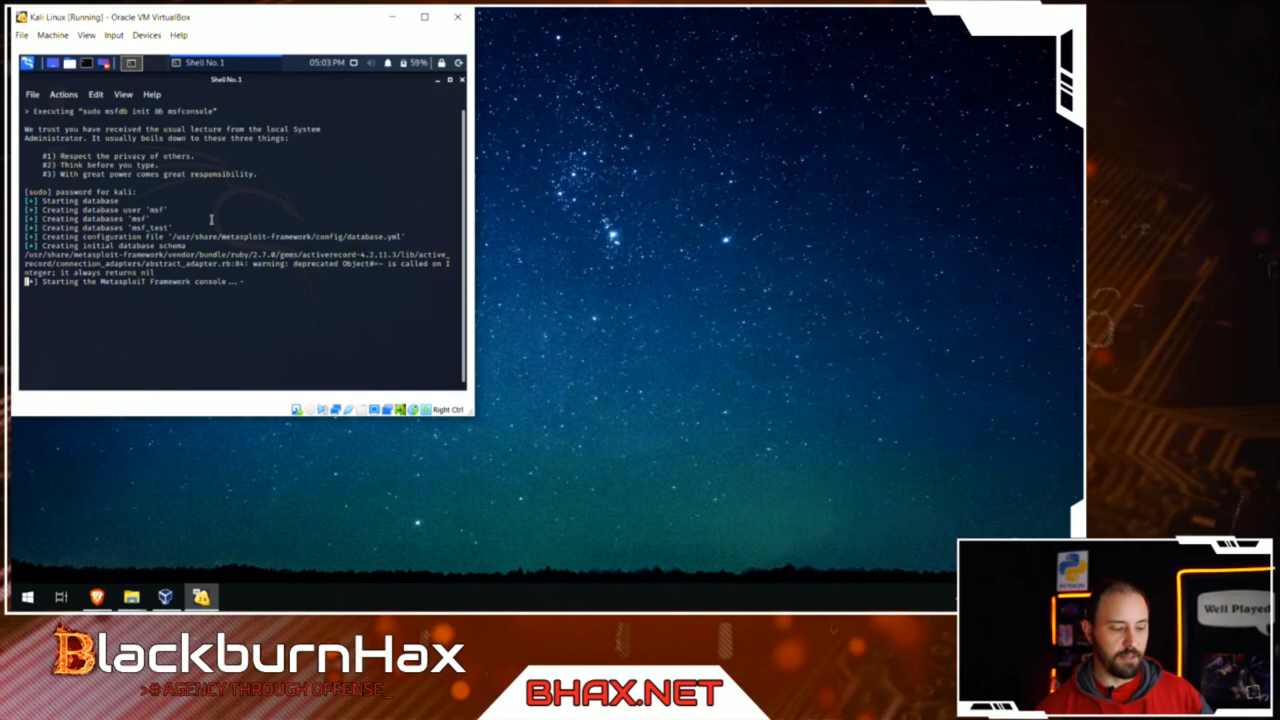 Kali Linux [Running] - Oracle VM VirtualBox
File Machine View Input Devices Help
Shell No. 1
05:03 PM
59%
Shell No. 1
File Actions Edit View Help
> Executing "sudo msfdb init && msfconsole"
We trust you have received the usual lecture from the local System
Administrator. It usually boils down to these three things:
#1) Respect the privacy of others.
#2) Think before you type.
#3) With great power comes great responsibility.
[sudo] password for kali:
[+] Starting database
[+] Creating database user 'msf'
[+] Creating databases 'msf'
[+] Creating databases 'msf_test'
[+] Creating configuration file '/usr/share/metasploit-framework/config/database.yml'
[+] Creating initial database schema
/usr/share/metasploit-framework/vendor/bundle/ruby/2.7.0/gems/activerecord-4.2.11.3/lib/active_
record/connection_adapters/abstract_adapter.rb:84: warning: deprecated Object#=~ is called on I
nteger; it always returns nil
[*] Starting the MetasploiT Framework console...-
Right Ctrl
PYTHON
Well Played
BlackburnHax
># AGENCY THROUGH OFFENSE_
BHAX.NET